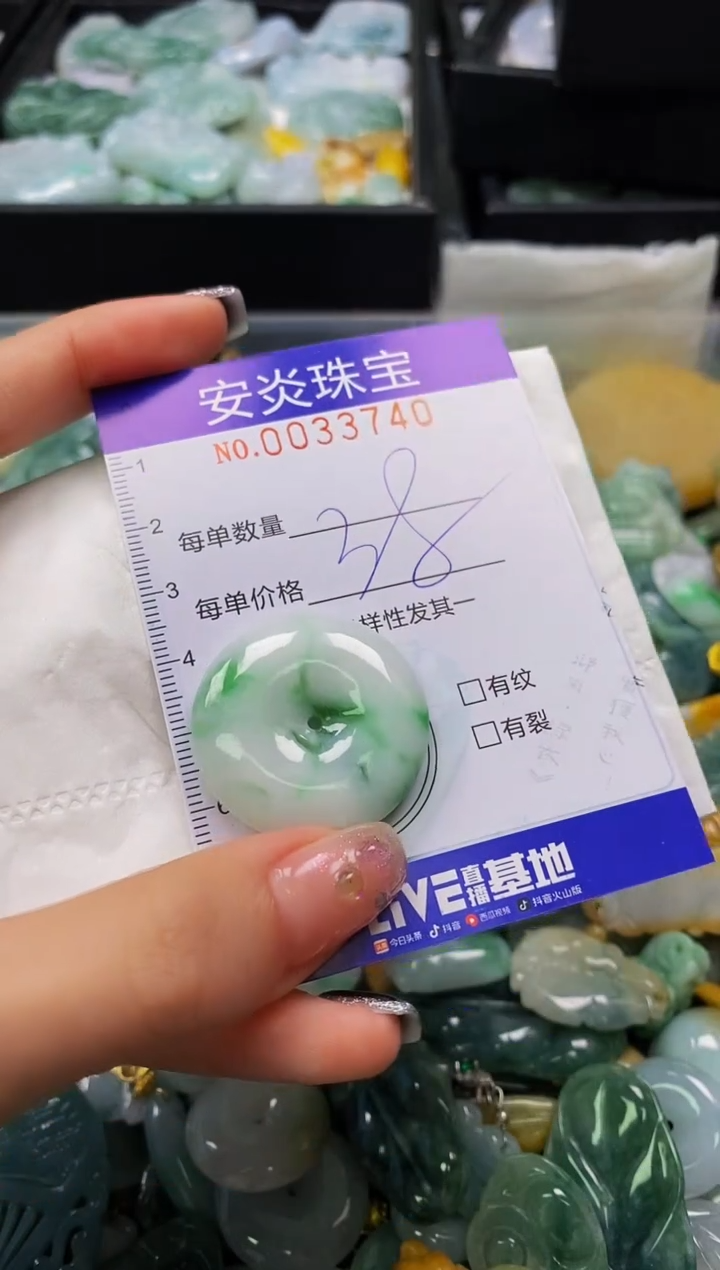 安炎珠宝
NO.0033740
1
2
每单数量
38
3
每单价格
样性发其一
4
□有纹
□有裂
6
LIVE直播基地
今日头条 抖音 西瓜视频 抖音火山版